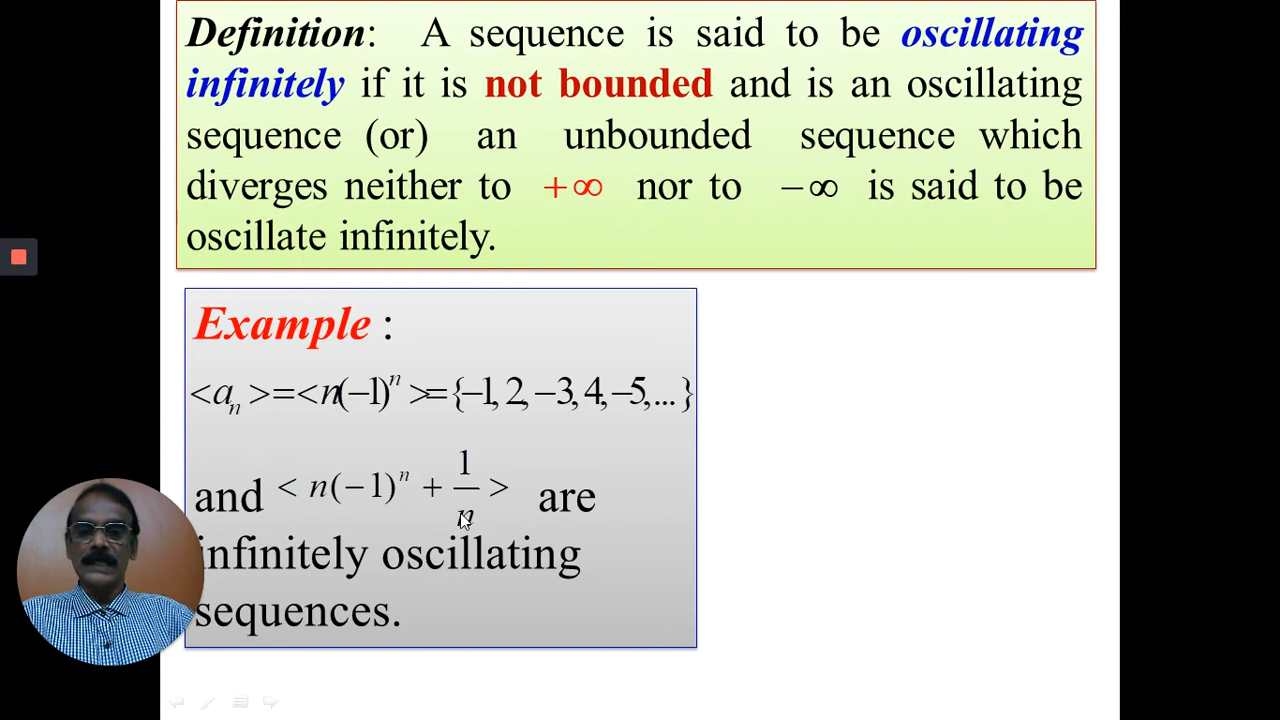 Definition: A sequence is said to be oscillating
infinitely if it is not bounded and is an oscillating
sequence (or) an unbounded sequence which
diverges neither to +∞ nor to −∞ is said to be
oscillate infinitely.
Example :
<aₙ>=<n(−1)ⁿ>={−1, 2, −3, 4, −5,...}
and < n(−1)ⁿ + 1/n > are
infinitely oscillating
sequences.